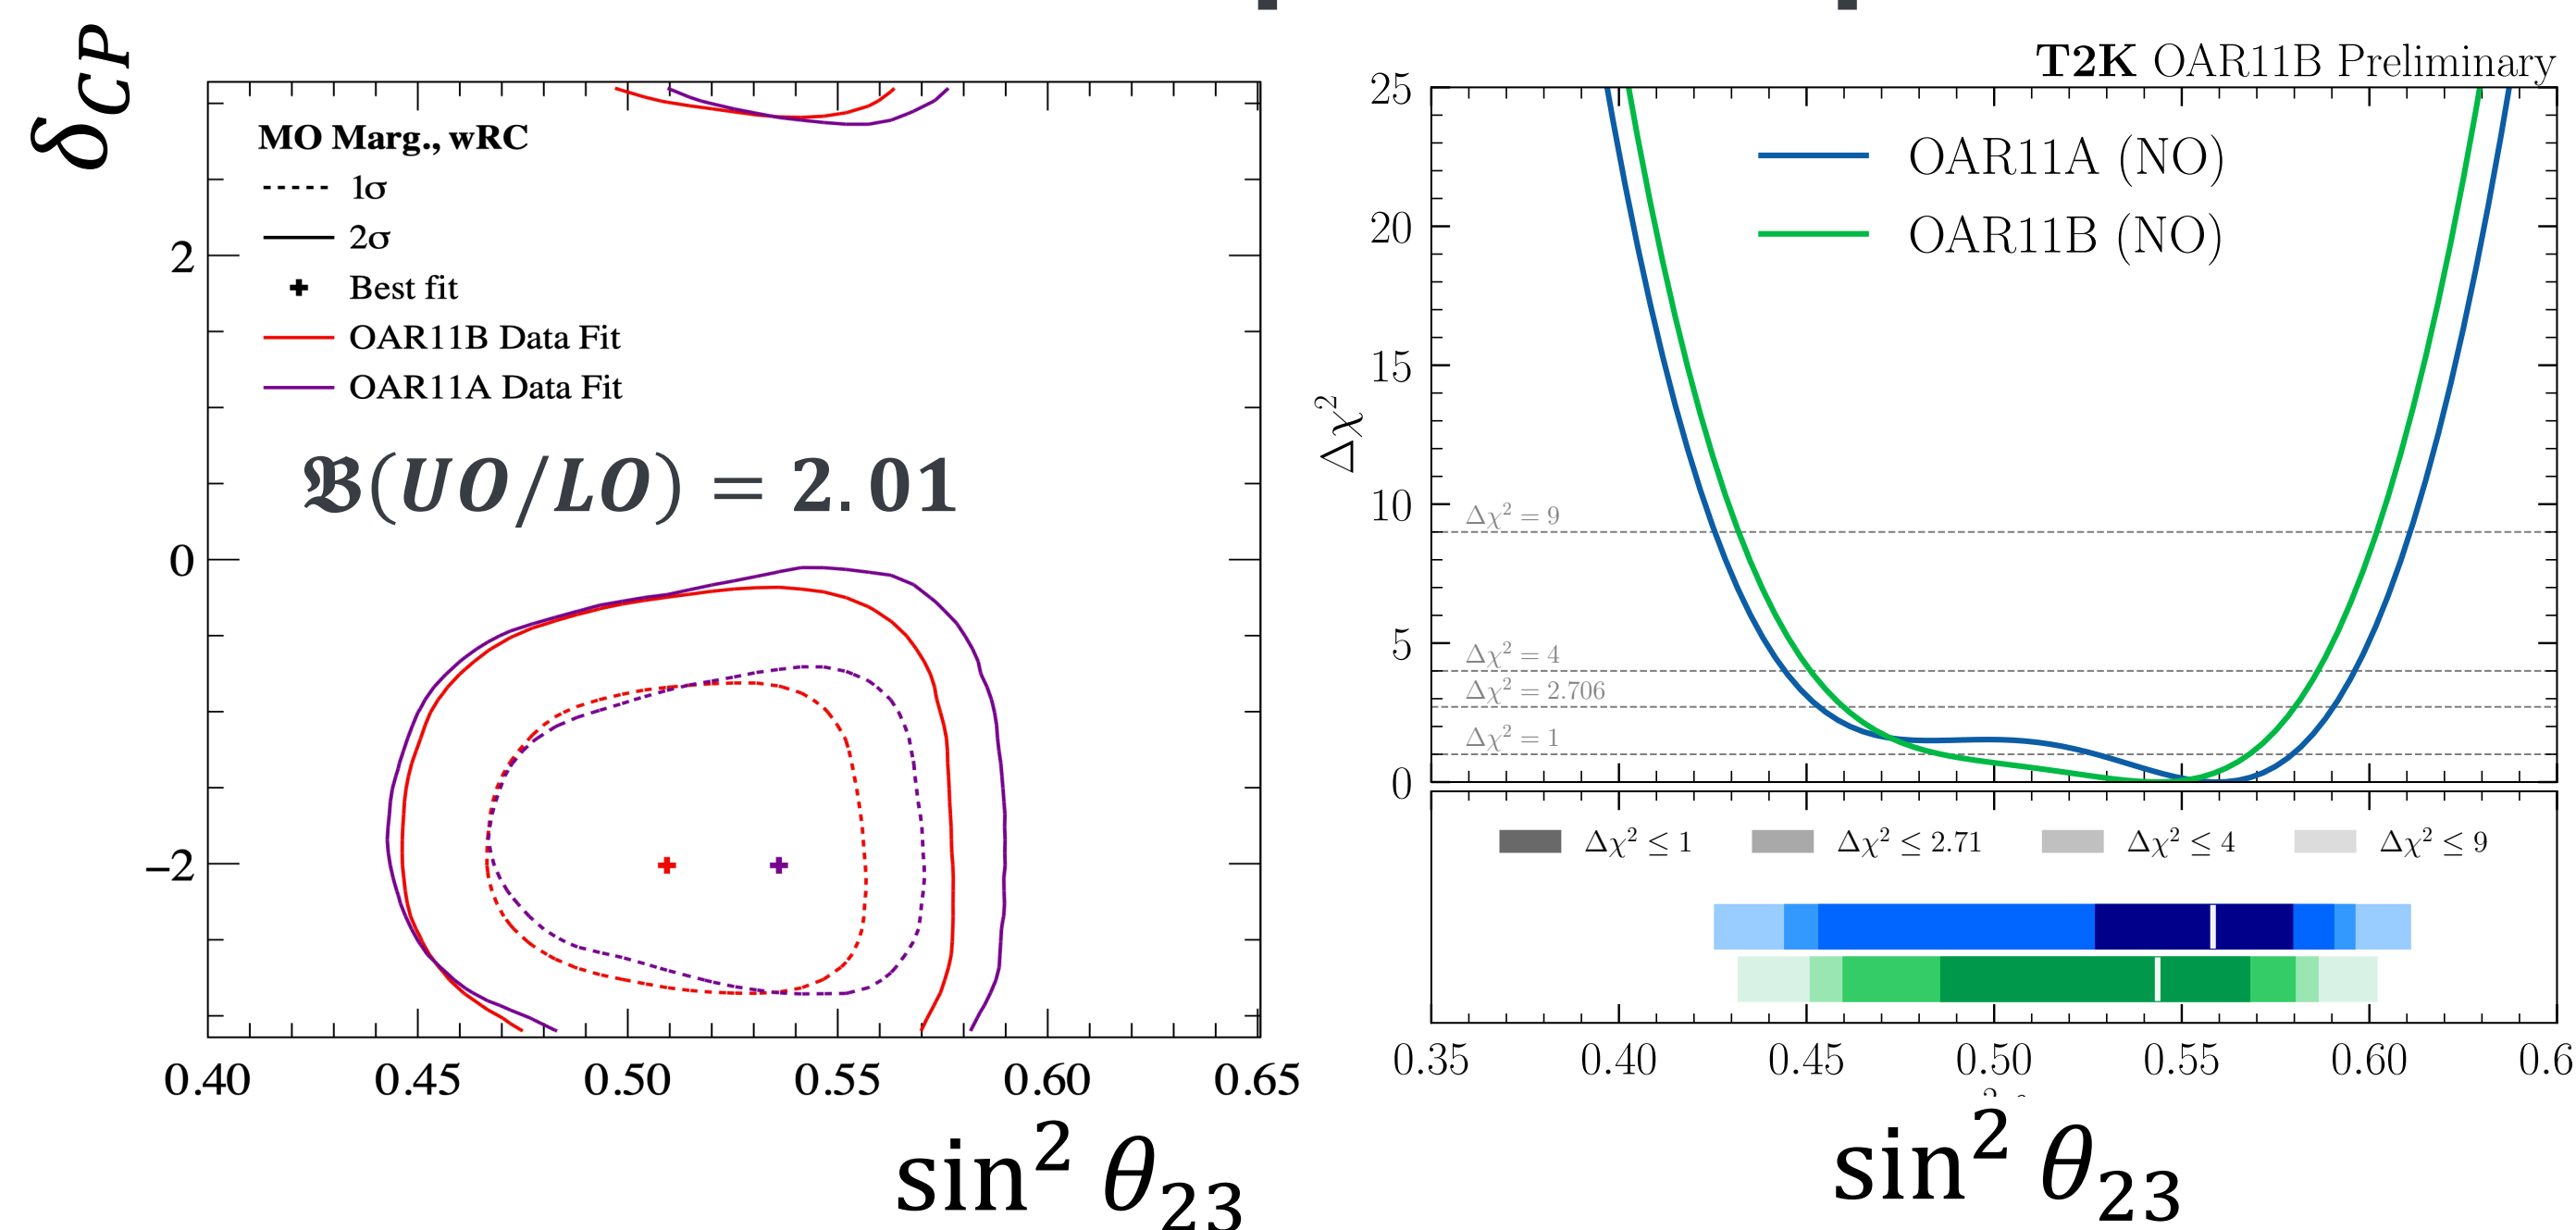 δCP
MO Marg., wRC
1σ
2σ
Best fit
OAR11B Data Fit
OAR11A Data Fit
𝔅(UO/LO) = 2.01
2
0
−2
0.40 0.45 0.50 0.55 0.60 0.65
sin² θ₂₃
T2K OAR11B Preliminary
OAR11A (NO)
OAR11B (NO)
Δχ²
25
20
15
10
5
0
Δχ² = 9
Δχ² = 4
Δχ² = 2.706
Δχ² = 1
Δχ² ≤ 1 Δχ² ≤ 2.71 Δχ² ≤ 4 Δχ² ≤ 9
0.35 0.40 0.45 0.50 0.55 0.60 0.6
sin² θ₂₃